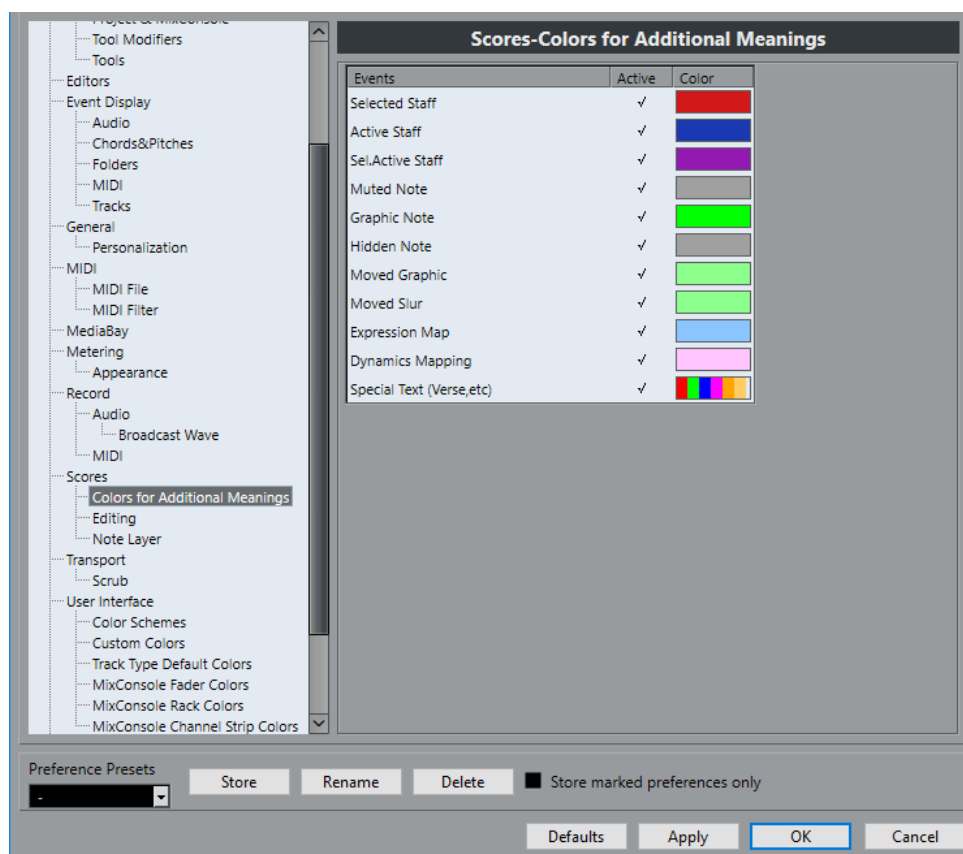 Project & MixConsole
Tool Modifiers
Tools
Editors
Event Display
Audio
Chords&Pitches
Folders
MIDI
Tracks
General
Personalization
MIDI
MIDI File
MIDI Filter
MediaBay
Metering
Appearance
Record
Audio
Broadcast Wave
MIDI
Scores
Colors for Additional Meanings
Editing
Note Layer
Transport
Scrub
User Interface
Color Schemes
Custom Colors
Track Type Default Colors
MixConsole Fader Colors
MixConsole Rack Colors
MixConsole Channel Strip Colors
Scores-Colors for Additional Meanings
Events Active Color
Selected Staff
Active Staff
Sel.Active Staff
Muted Note
Graphic Note
Hidden Note
Moved Graphic
Moved Slur
Expression Map
Dynamics Mapping
Special Text (Verse,etc)
Preference Presets
-
Store Rename Delete Store marked preferences only
Defaults Apply OK Cancel